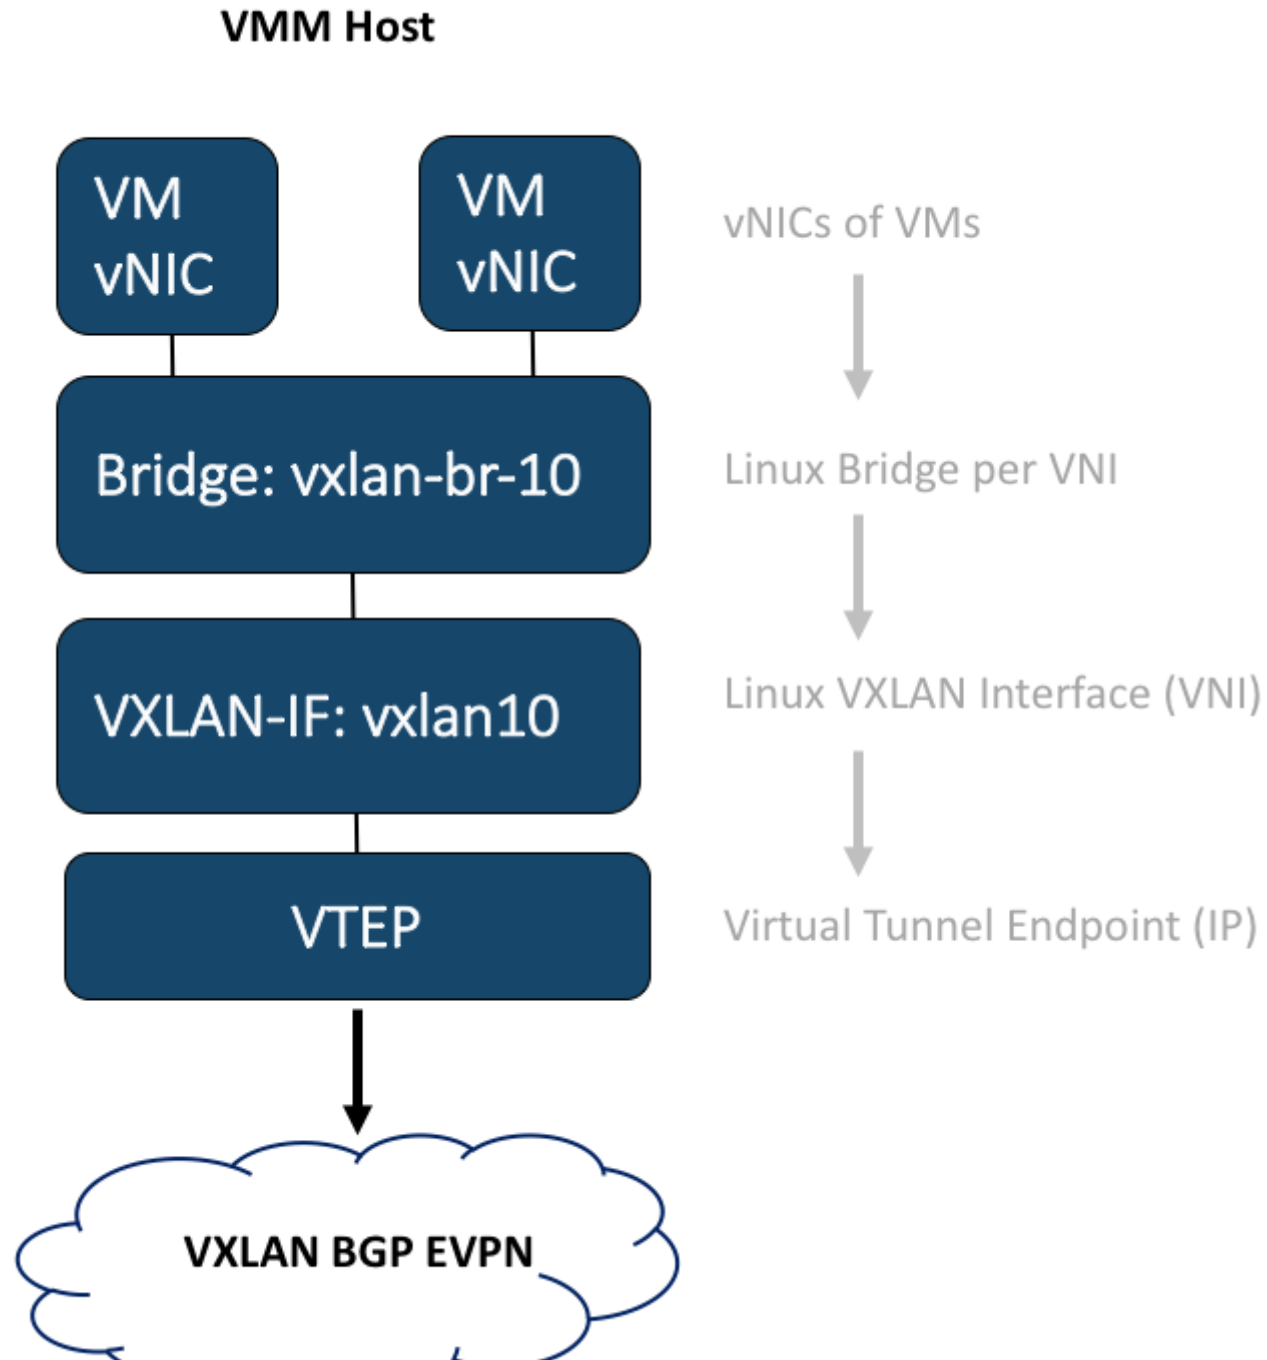 VMM Host
VM
vNIC
VM
vNIC
vNICs of VMs
Bridge: vxlan-br-10
Linux Bridge per VNI
VXLAN-IF: vxlan10
Linux VXLAN Interface (VNI)
VTEP
Virtual Tunnel Endpoint (IP)
VXLAN BGP EVPN